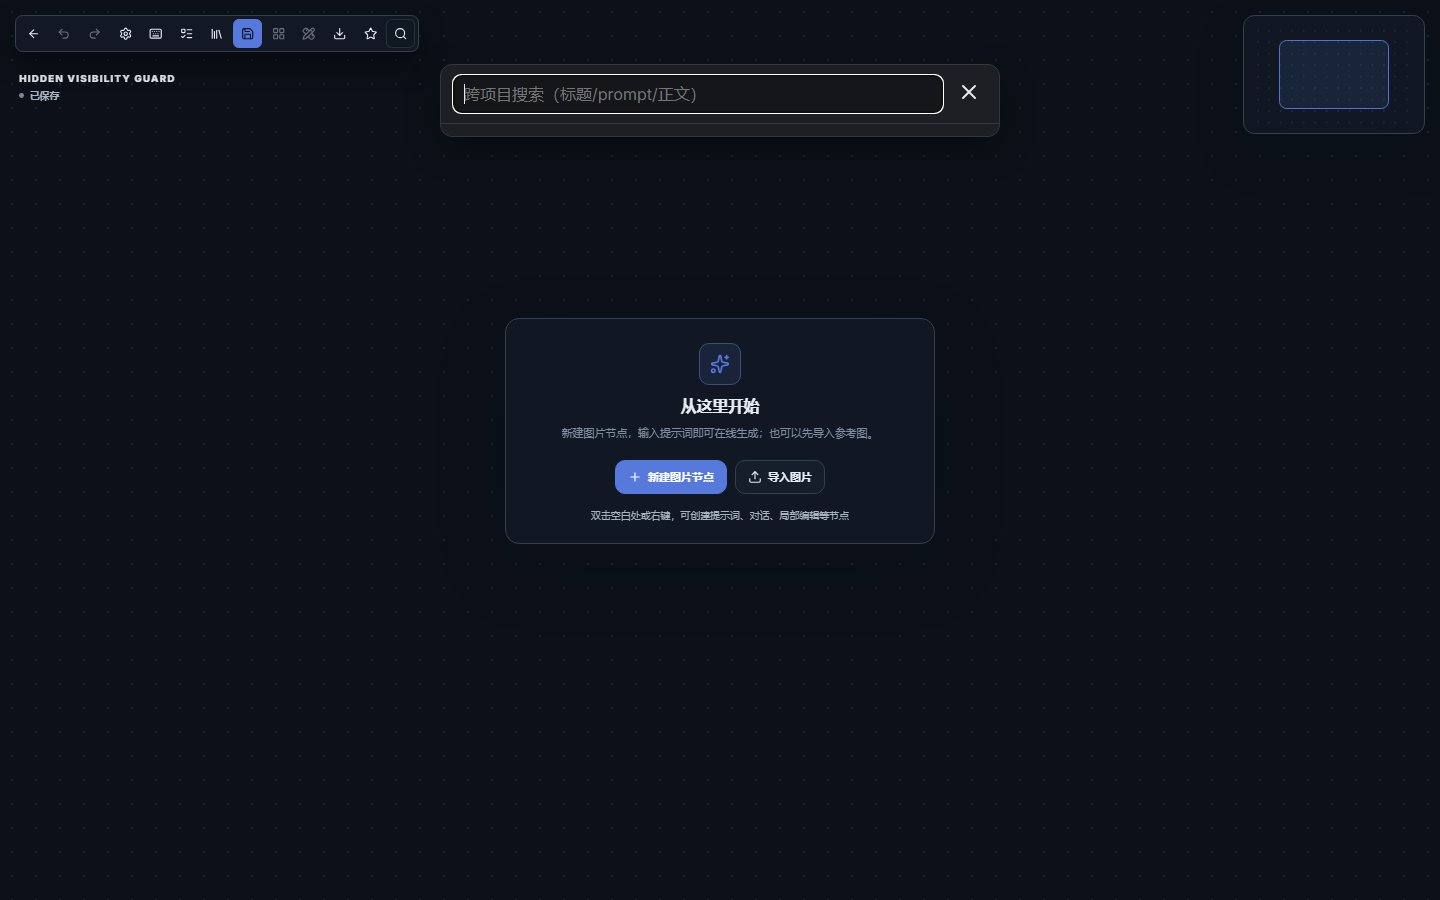 HIDDEN VISIBILITY GUARD
已保存
跨项目搜索（标题/prompt/正文）
从这里开始
新建图片节点，输入提示词即可在线生成；也可以先导入参考图。
新建图片节点
导入图片
双击空白处或右键，可创建提示词、对话、局部编辑等节点